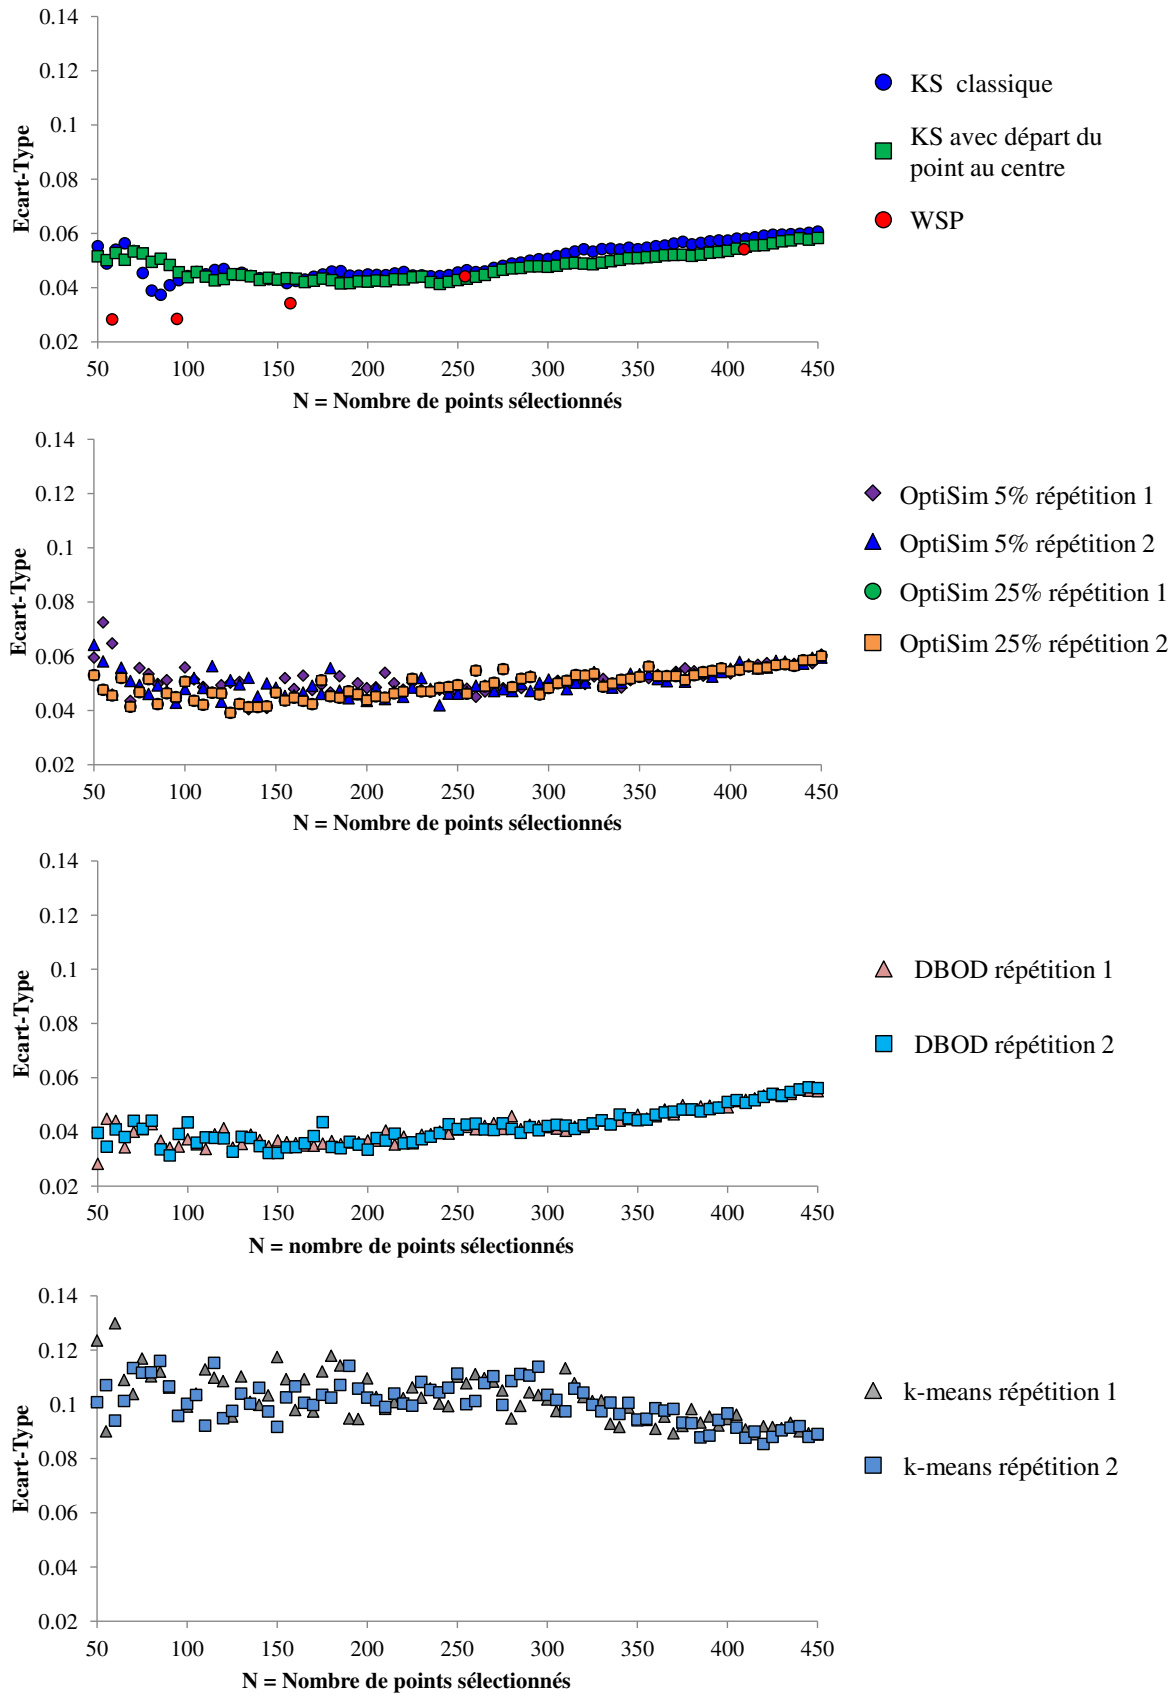 0.14
0.12
0.1
0.08
0.06
0.04
0.02
Ecart-Type
50 100 150 200 250 300 350 400 450
N = Nombre de points sélectionnés
KS classique
KS avec départ du
point au centre
WSP
0.14
0.12
0.1
0.08
0.06
0.04
0.02
Ecart-Type
50 100 150 200 250 300 350 400 450
N = Nombre de points sélectionnés
OptiSim 5% répétition 1
OptiSim 5% répétition 2
OptiSim 25% répétition 1
OptiSim 25% répétition 2
0.14
0.12
0.1
0.08
0.06
0.04
0.02
Ecart-Type
50 100 150 200 250 300 350 400 450
N = nombre de points sélectionnés
DBOD répétition 1
DBOD répétition 2
0.14
0.12
0.1
0.08
0.06
0.04
0.02
Ecart-Type
50 100 150 200 250 300 350 400 450
N = Nombre de points sélectionnés
k-means répétition 1
k-means répétition 2